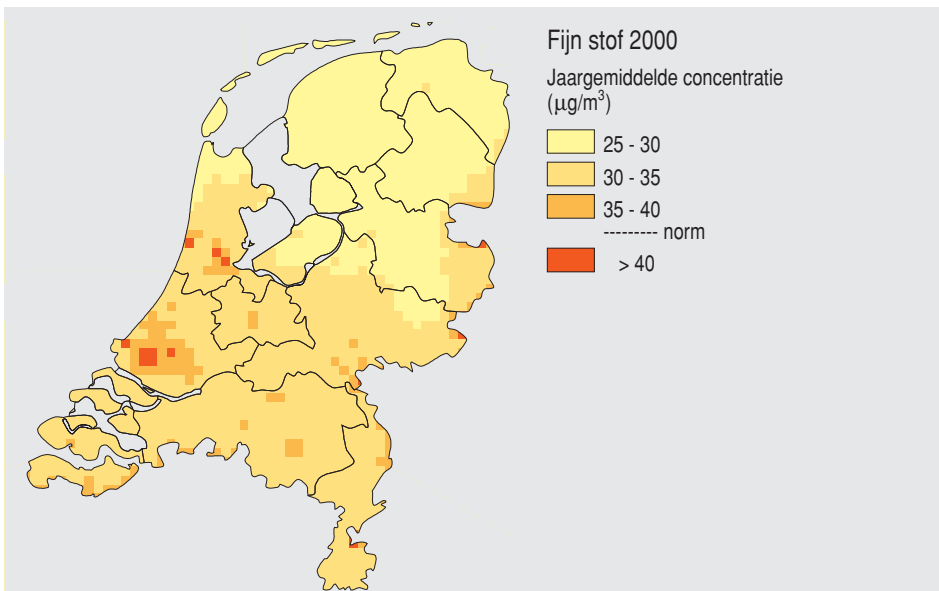 Fijn stof 2000
Jaargemiddelde concentratie
(μg/m³)
25 - 30
30 - 35
35 - 40
--------- norm
> 40